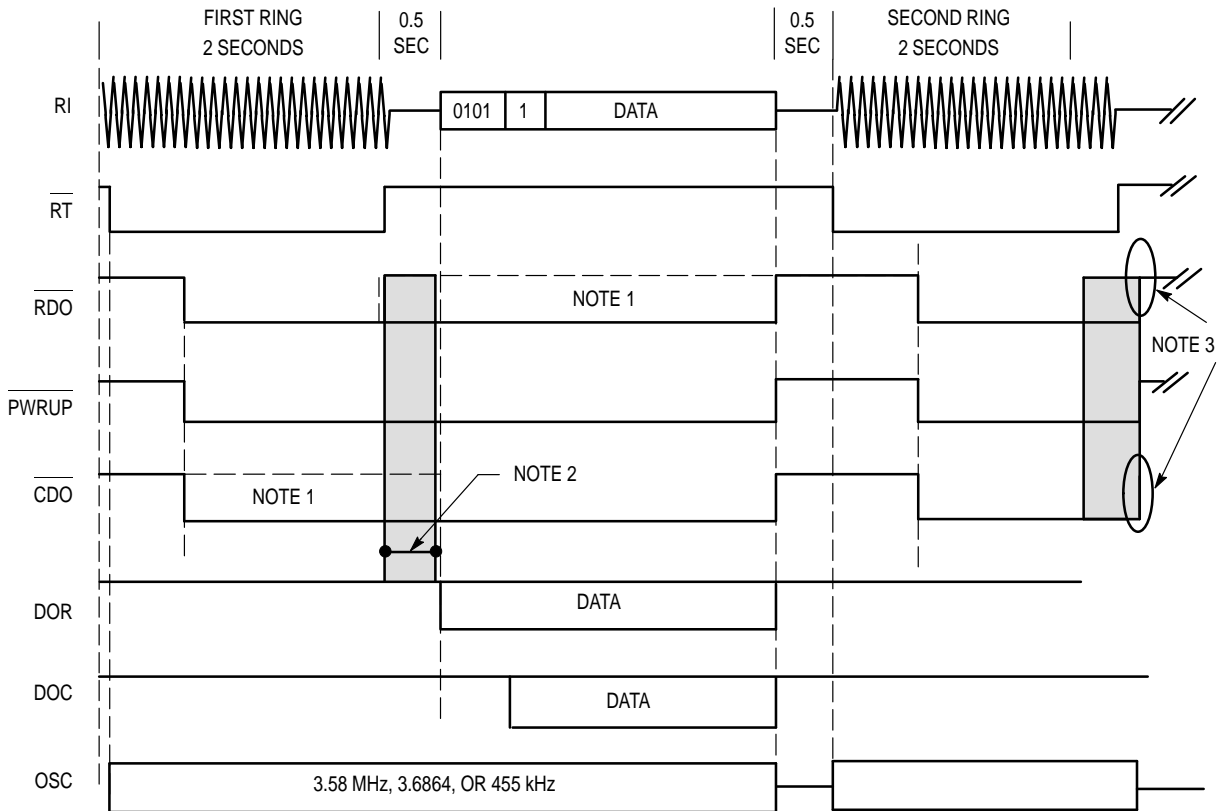 FIRST RING
2 SECONDS
0.5
SEC
0.5
SEC
SECOND RING
2 SECONDS
RI
0101
1
DATA
RT
RDO
NOTE 1
NOTE 3
PWRUP
CDO
NOTE 1
NOTE 2
DOR
DATA
DOC
DATA
OSC
3.58 MHz, 3.6864, OR 455 kHz